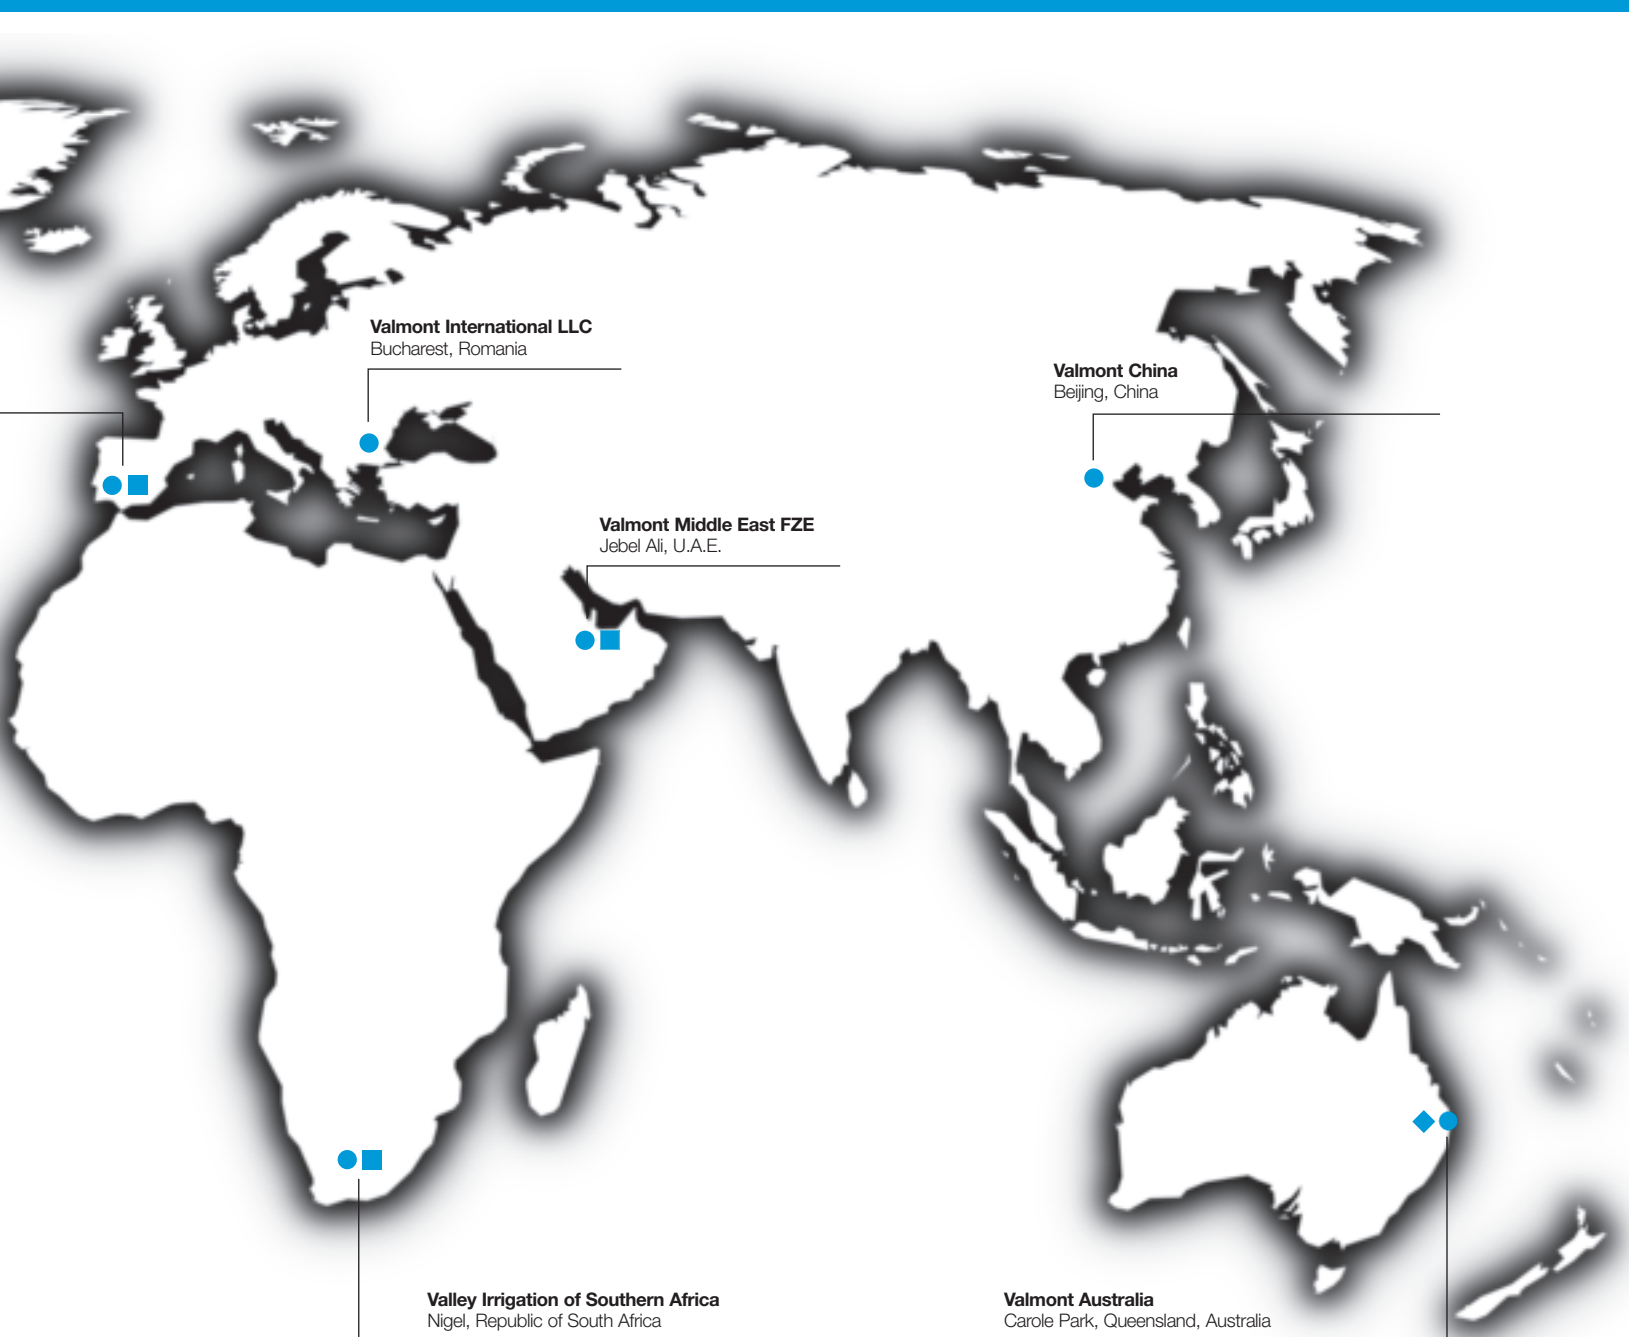 Valmont International LLC
Bucharest, Romania
Valmont China
Beijing, China
Valmont Middle East FZE
Jebel Ali, U.A.E.
Valley Irrigation of Southern Africa
Nigel, Republic of South Africa
Valmont Australia
Carole Park, Queensland, Australia